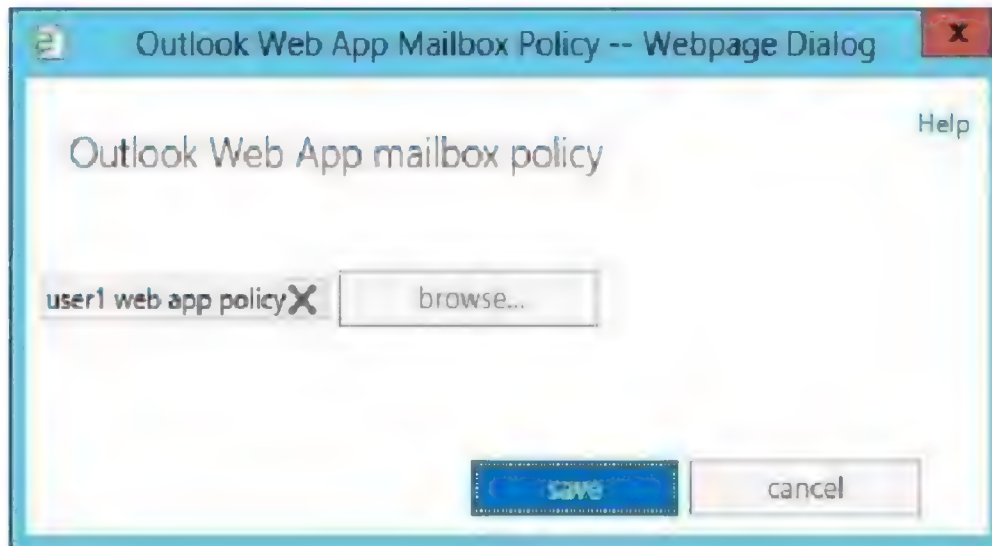 Outlook Web App Mailbox Policy -- Webpage Dialog
x
Help
Outlook Web App mailbox policy
user1 web app policy X browse...
save cancel